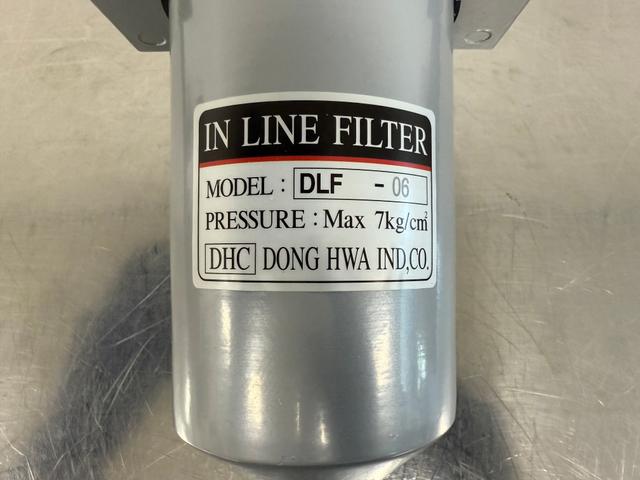 IN LINE FILTER
MODEL : DLF - 06
PRESSURE : Max 7kg/cm²
DHC DONG HWA IND,CO.